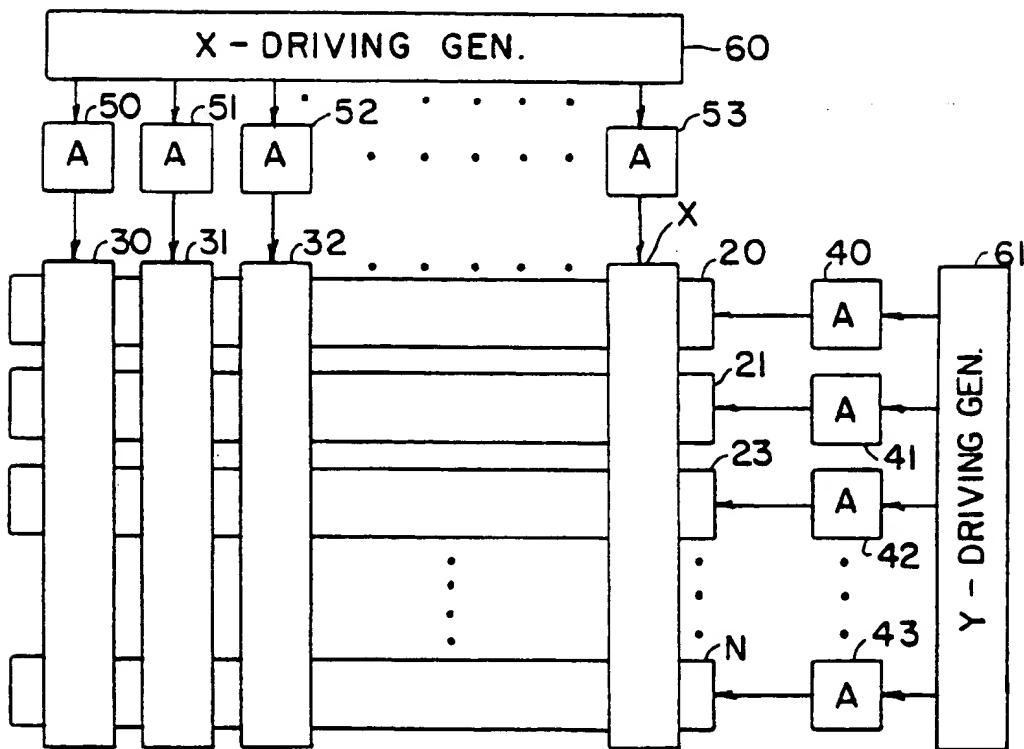 X - DRIVING GEN.
60
50
51
52
53
A
A
A
A
X
30
31
32
20
40
61
A
21
A
41
23
A
42
Y - DRIVING GEN.
N
43
A